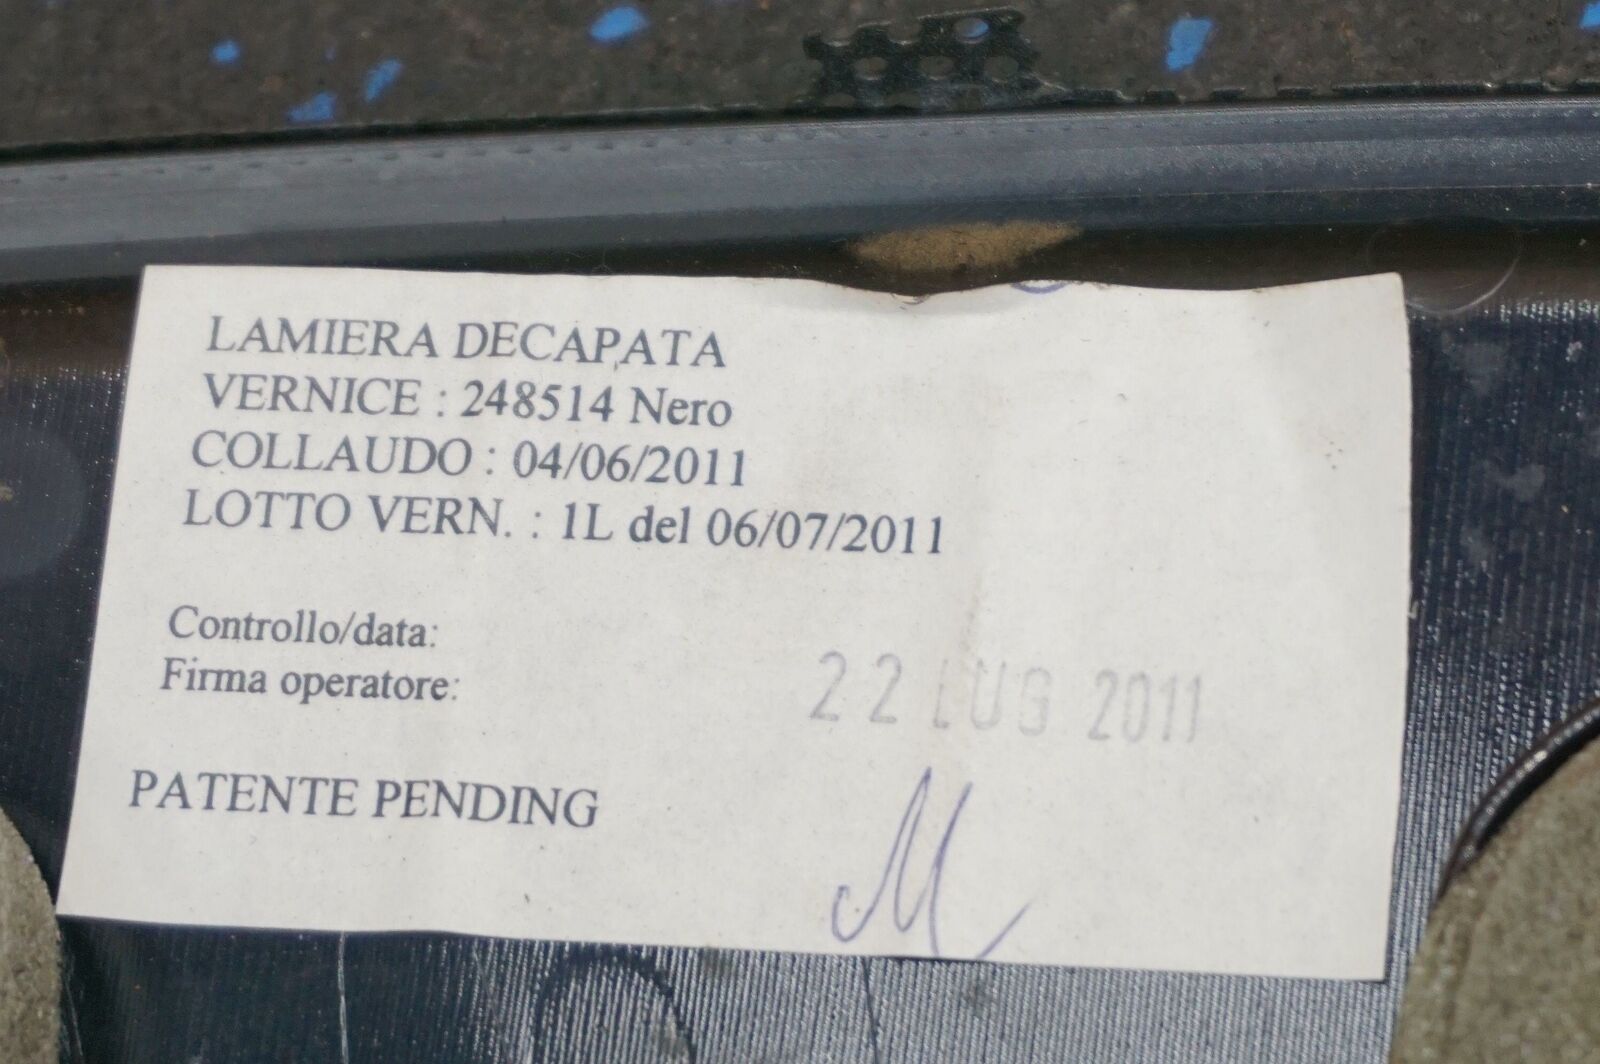 LAMIERA DECAPATA
VERNICE : 248514 Nero
COLLAUDO : 04/06/2011
LOTTO VERN. : 1L del 06/07/2011
Controllo/data:
Firma operatore:
22 LUG 2011
PATENTE PENDING